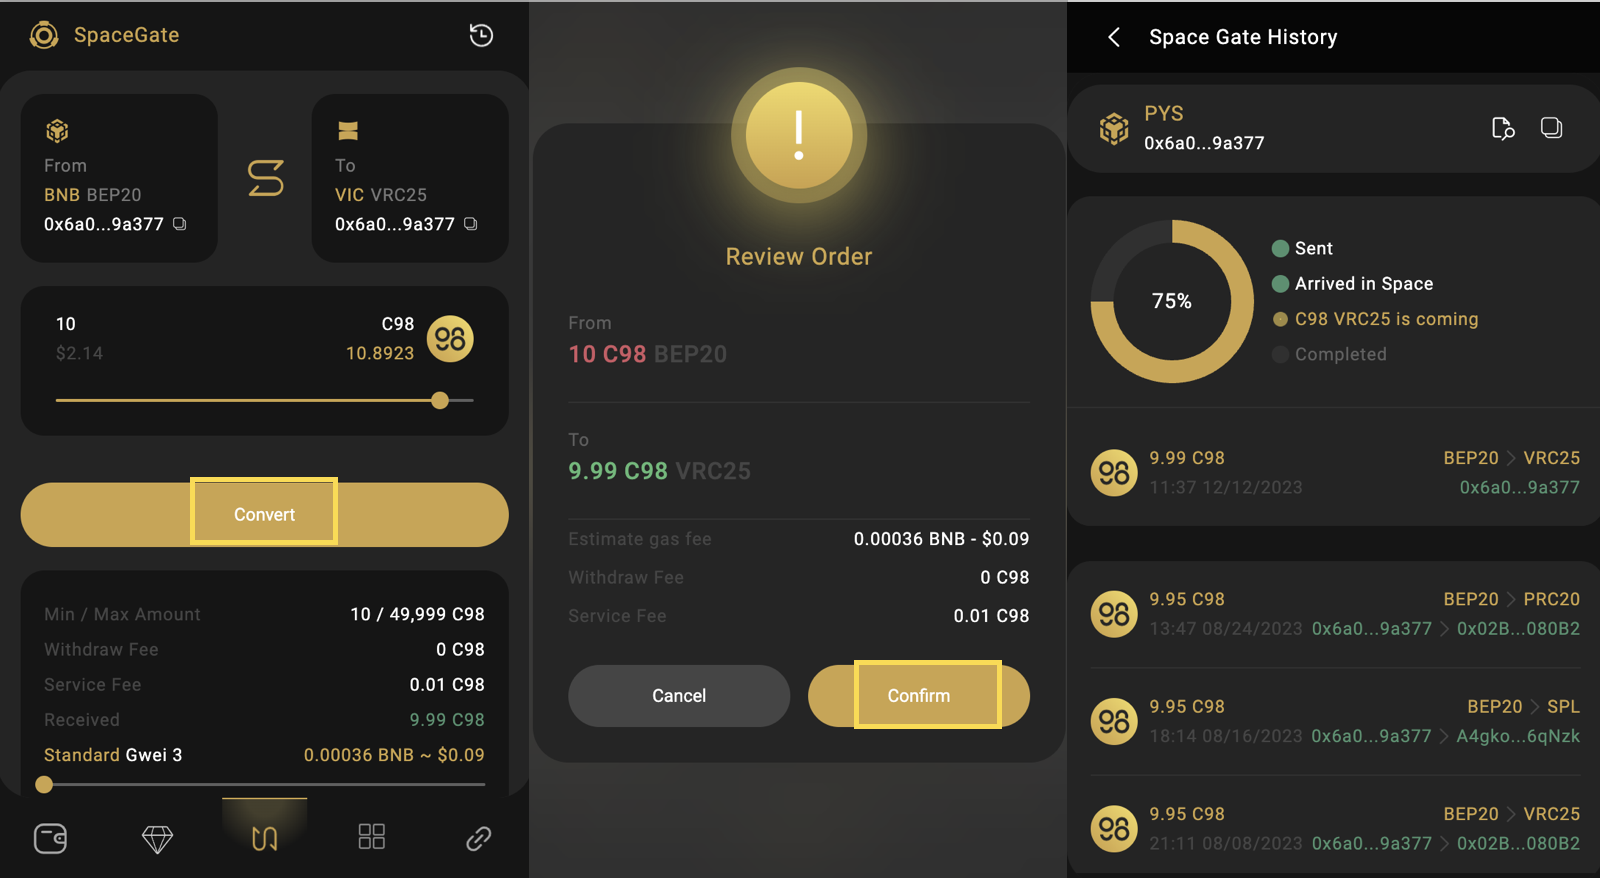 SpaceGate
From
BNB BEP20
0x6a0...9a377
To
VIC VRC25
0x6a0...9a377
10
$2.14
C98
10.8923
98
Convert
Min / Max Amount 10 / 49,999 C98
Withdraw Fee 0 C98
Service Fee 0.01 C98
Received 9.99 C98
Standard Gwei 3 0.00036 BNB ~ $0.09
!
Review Order
From
10 C98 BEP20
To
9.99 C98 VRC25
Estimate gas fee 0.00036 BNB - $0.09
Withdraw Fee 0 C98
Service Fee 0.01 C98
Cancel
Confirm
Space Gate History
PYS
0x6a0...9a377
75%
Sent
Arrived in Space
C98 VRC25 is coming
Completed
98
9.99 C98 BEP20 > VRC25
11:37 12/12/2023 0x6a0...9a377
98
9.95 C98 BEP20 > PRC20
13:47 08/24/2023 0x6a0...9a377 > 0x02B...080B2
98
9.95 C98 BEP20 > SPL
18:14 08/16/2023 0x6a0...9a377 > A4gko...6qNzk
98
9.95 C98 BEP20 > VRC25
21:11 08/08/2023 0x6a0...9a377 > 0x02B...080B2